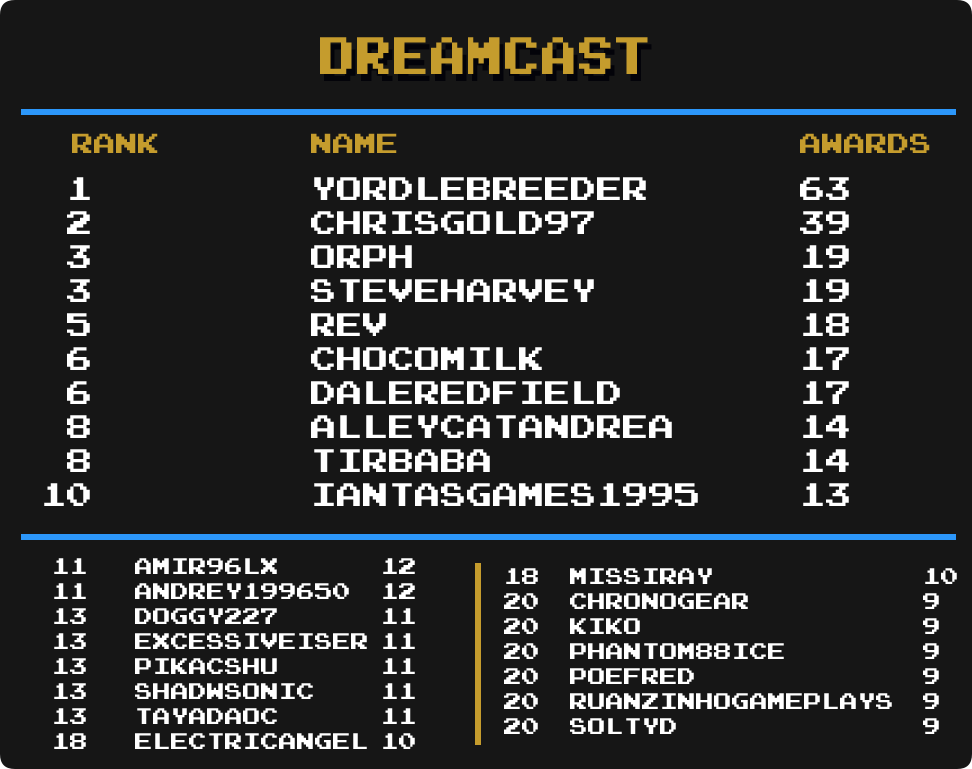 DREAMCAST
RANK NAME AWARDS
1 YORDLEBREEDER 63
2 CHRISGOLD97 39
3 ORPH 19
3 STEVEHARVEY 19
5 REV 18
6 CHOCOMILK 17
6 DALEREDFIELD 17
8 ALLEYCATANDREA 14
8 TIRBABA 14
10 IANTASGAMES1995 13
11 AMIR96LX 12
11 ANDREY199650 12
13 DOGGY227 11
13 EXCESSIVEISER 11
13 PIKACSHU 11
13 SHADWSONIC 11
13 TAYADAOC 11
18 ELECTRICANGEL 10
18 MISSIRAY 10
20 CHRONOGEAR 9
20 KIKO 9
20 PHANTOM88ICE 9
20 POEFRED 9
20 RUANZINHOGAMEPLAYS 9
20 SOLTYD 9